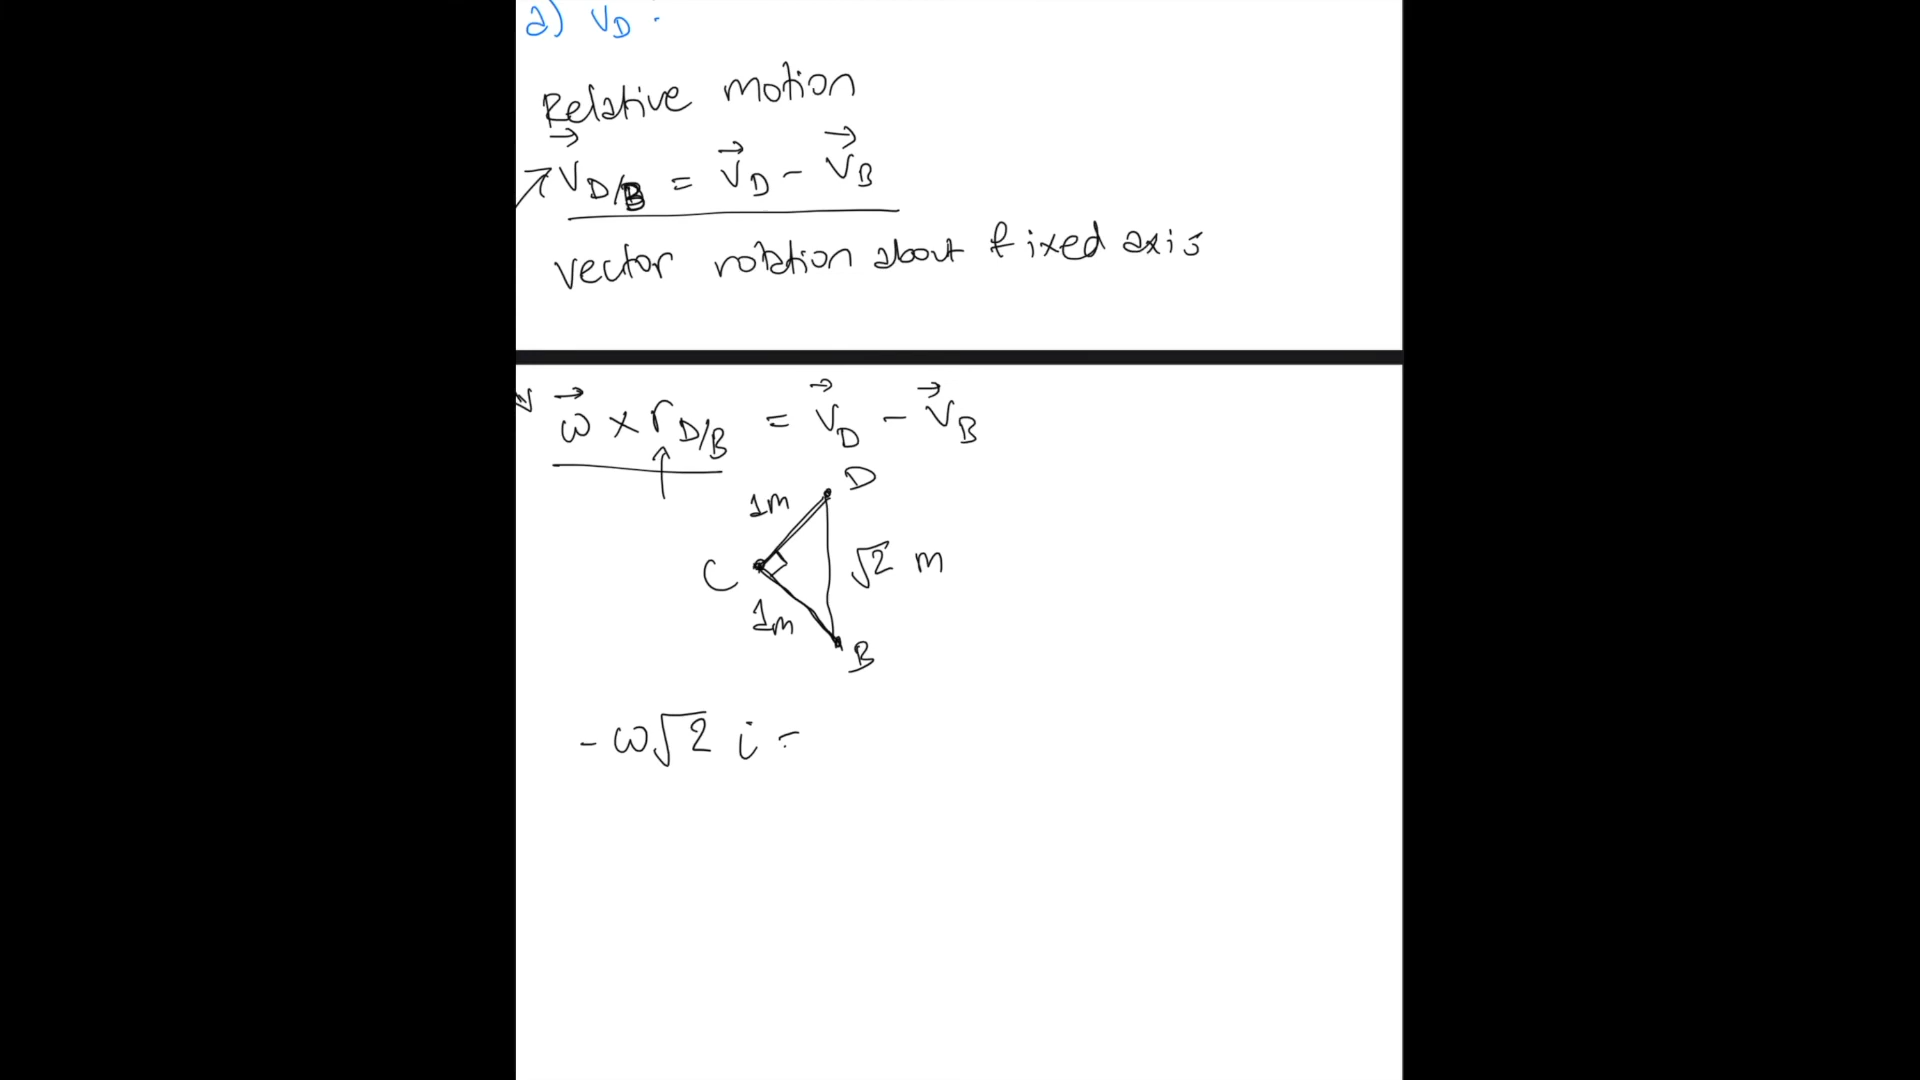 a) V_D :
Relative motion
→V_D/B = →V_D - →V_B
vector rotation about fixed axis
→ω × r_D/B = →V_D - →V_B
D
1m
C
√2 m
1m
B
- ω√2 i =